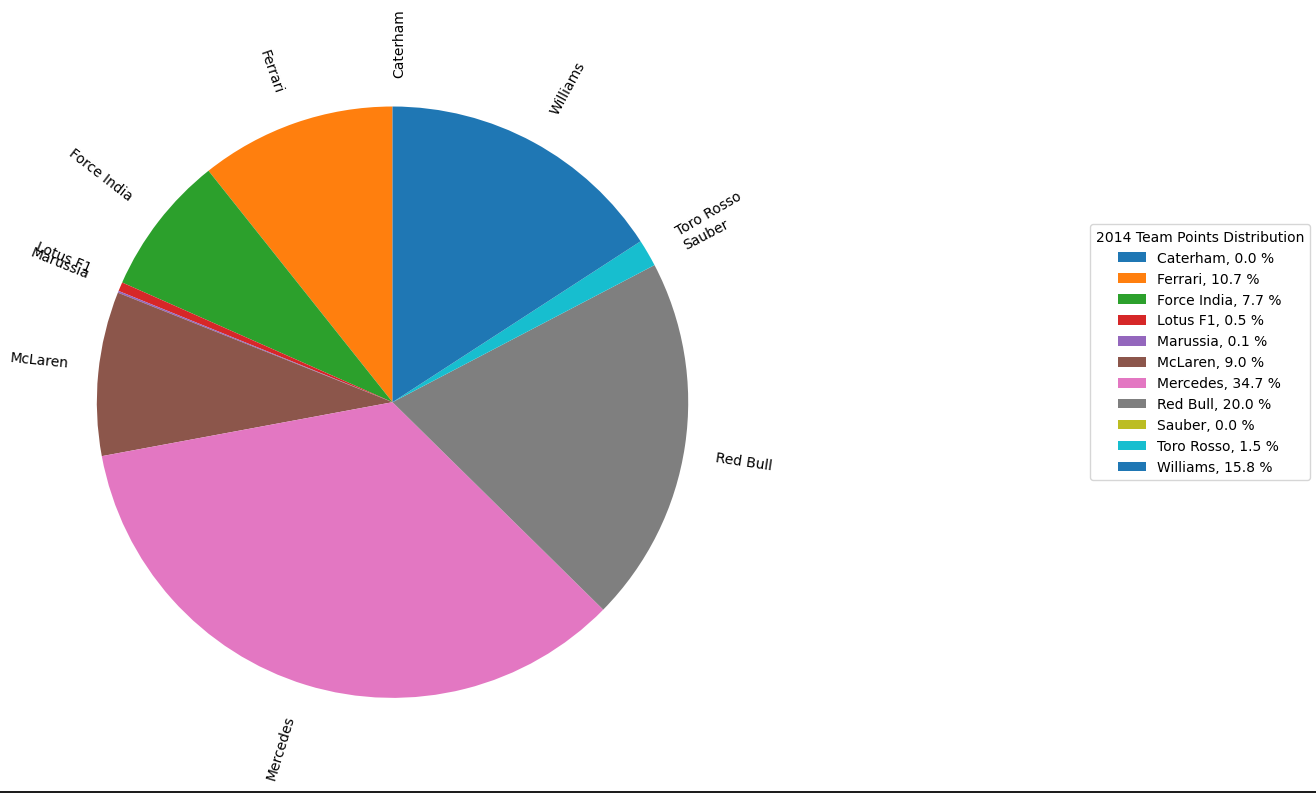 Caterham
Ferrari
Williams
Force India
Toro Rosso
Sauber
Lotus F1
Marussia
McLaren
Red Bull
Mercedes
2014 Team Points Distribution
Caterham, 0.0 %
Ferrari, 10.7 %
Force India, 7.7 %
Lotus F1, 0.5 %
Marussia, 0.1 %
McLaren, 9.0 %
Mercedes, 34.7 %
Red Bull, 20.0 %
Sauber, 0.0 %
Toro Rosso, 1.5 %
Williams, 15.8 %